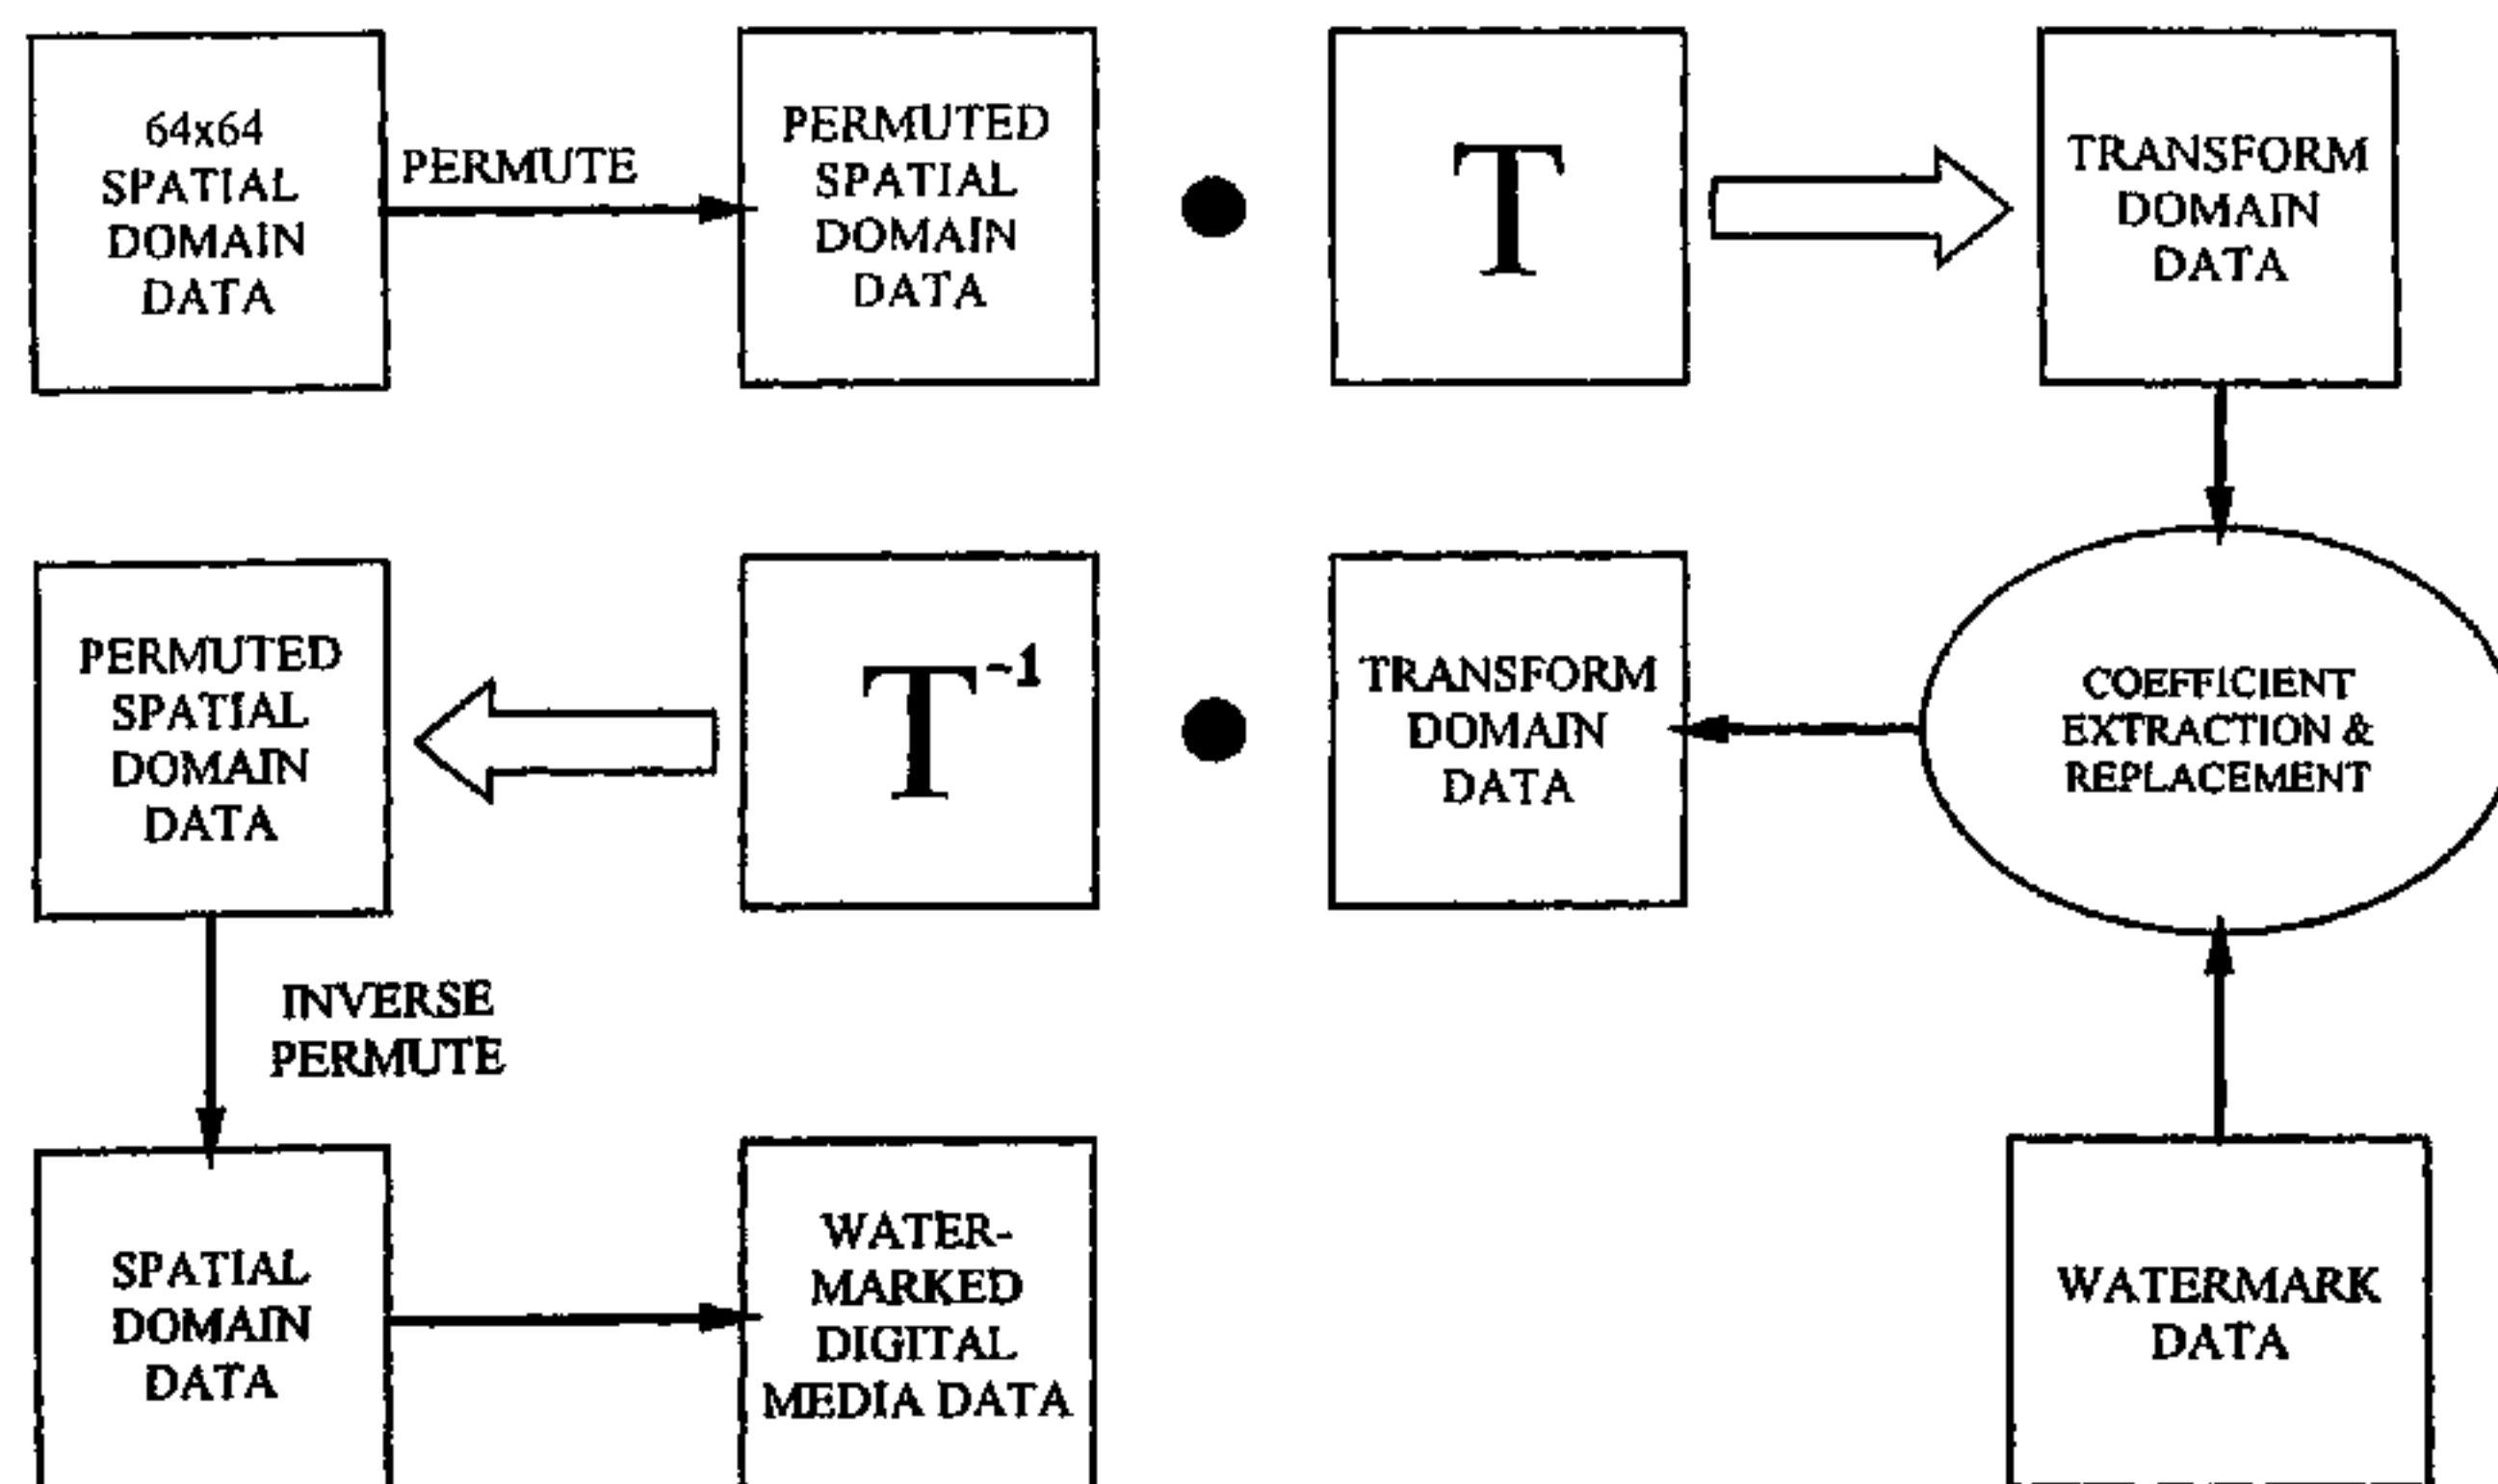 64x64
SPATIAL
DOMAIN
DATA
PERMUTE
PERMUTED
SPATIAL
DOMAIN
DATA
T
TRANSFORM
DOMAIN
DATA
PERMUTED
SPATIAL
DOMAIN
DATA
T-1
TRANSFORM
DOMAIN
DATA
COEFFICIENT
EXTRACTION &
REPLACEMENT
INVERSE
PERMUTE
SPATIAL
DOMAIN
DATA
WATER-
MARKED
DIGITAL
MEDIA DATA
WATERMARK
DATA